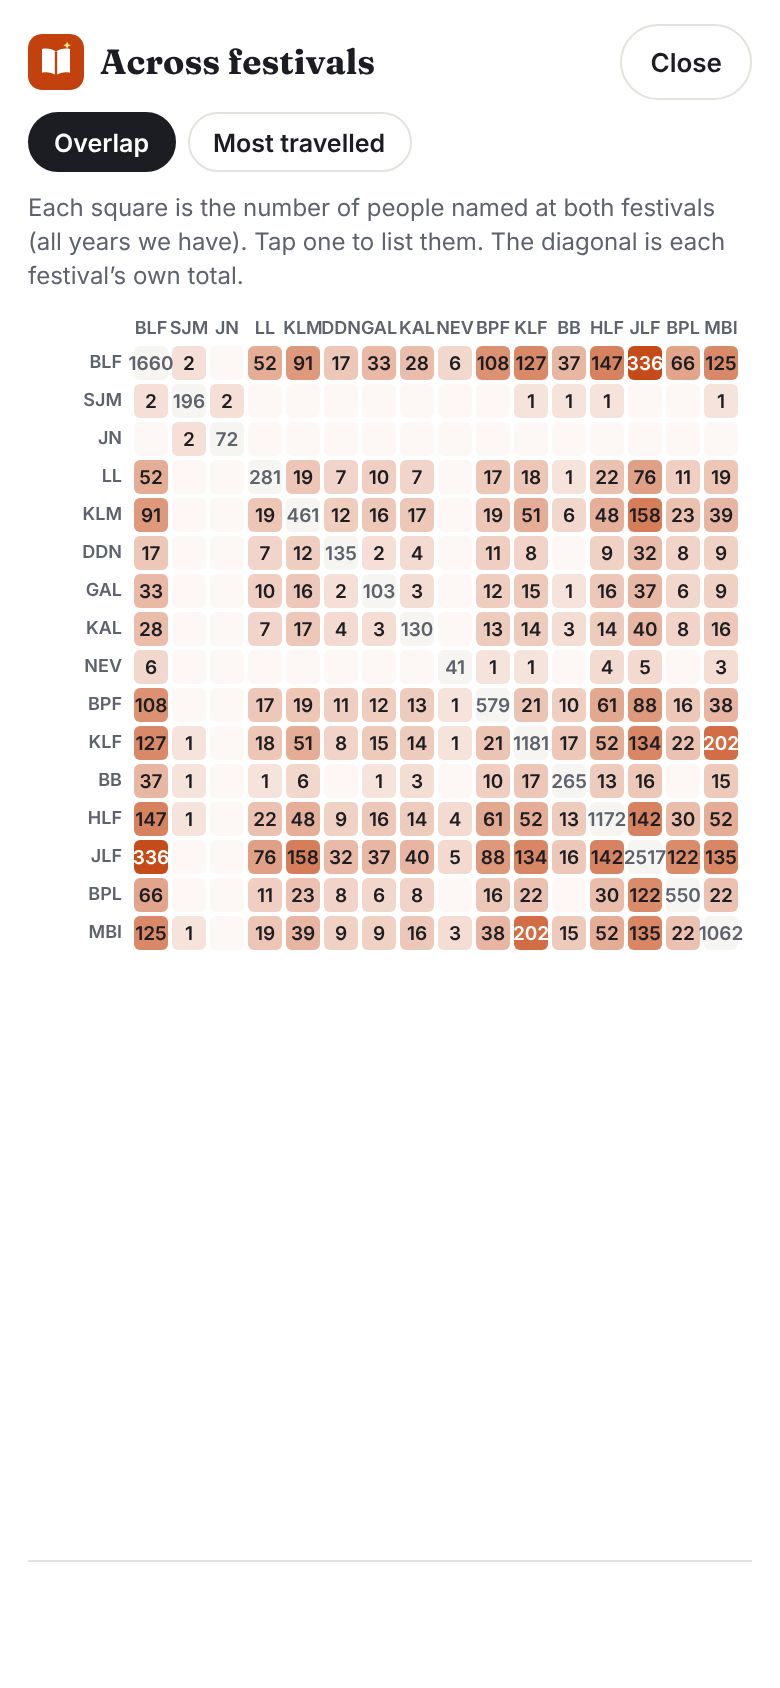 Across festivals
Close
Overlap
Most travelled
Each square is the number of people named at both festivals
(all years we have). Tap one to list them. The diagonal is each
festival’s own total.
BLF SJM JN LL KLM DDN GAL KAL NEV BPF KLF BB HLF JLF BPL MBI
BLF 1660 2 52 91 17 33 28 6 108 127 37 147 336 66 125
SJM 2 196 2 1 1 1 1
JN 2 72
LL 52 281 19 7 10 7 17 18 1 22 76 11 19
KLM 91 19 461 12 16 17 19 51 6 48 158 23 39
DDN 17 7 12 135 2 4 11 8 9 32 8 9
GAL 33 10 16 2 103 3 12 15 1 16 37 6 9
KAL 28 7 17 4 3 130 13 14 3 14 40 8 16
NEV 6 41 1 1 4 5 3
BPF 108 17 19 11 12 13 1 579 21 10 61 88 16 38
KLF 127 1 18 51 8 15 14 1 21 1181 17 52 134 22 202
BB 37 1 1 6 1 3 10 17 265 13 16 15
HLF 147 1 22 48 9 16 14 4 61 52 13 1172 142 30 52
JLF 336 76 158 32 37 40 5 88 134 16 142 2517 122 135
BPL 66 11 23 8 6 8 16 22 30 122 550 22
MBI 125 1 19 39 9 9 16 3 38 202 15 52 135 22 1062